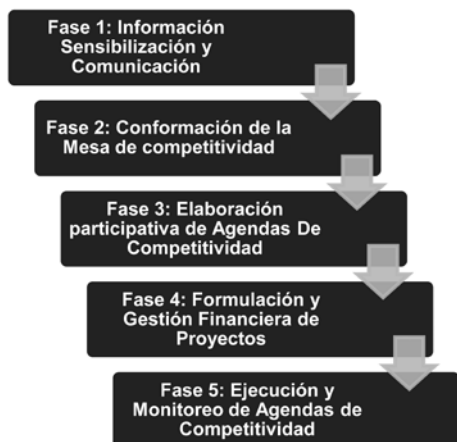 Fase 1: Información
Sensibilización y
Comunicación
Fase 2: Conformación de la
Mesa de competitividad
Fase 3: Elaboración
participativa de Agendas De
Competitividad
Fase 4: Formulación y
Gestión Financiera de
Proyectos
Fase 5: Ejecución y
Monitoreo de Agendas de
Competitividad